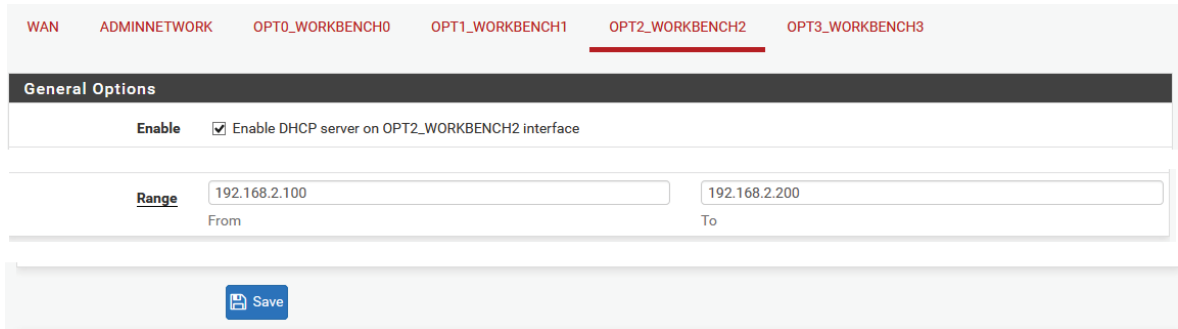 WAN ADMINNETWORK OPT0_WORKBENCH0 OPT1_WORKBENCH1 OPT2_WORKBENCH2 OPT3_WORKBENCH3
General Options
Enable Enable DHCP server on OPT2_WORKBENCH2 interface
Range 192.168.2.100 192.168.2.200
From To
Save